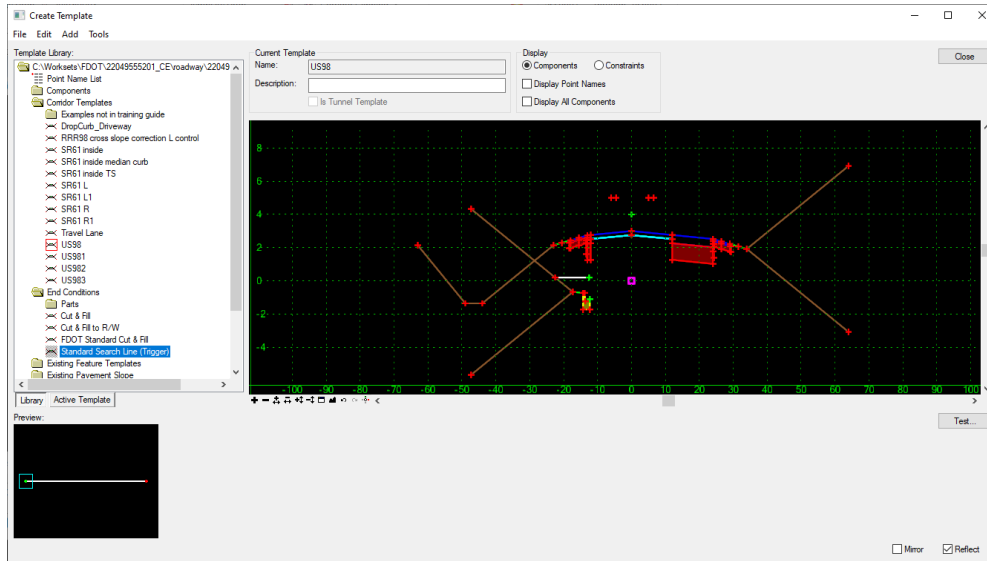 Create Template
File Edit Add Tools
Template Library:
C:\Worksets\FDOT\22049555201_CE\roadway\22049
Point Name List
Components
Corridor Templates
Examples not in training guide
DropCurb_Driveway
RRR98 cross slope correction L control
SR61 inside
SR61 inside median curb
SR61 inside TS
SR61 L
SR61 L1
SR61 R
SR61 R1
Travel Lane
US98
US981
US982
US983
End Conditions
Parts
Cut & Fill
Cut & Fill to R/W
FDOT Standard Cut & Fill
Standard Search Line (Trigger)
Existing Feature Templates
Existing Pavement Slope
Library Active Template
Preview:
Current Template
Name: US98
Description:
Is Tunnel Template
Display
Components Constraints
Display Point Names
Display All Components
Close
8
6
4
2
0
-2
-4
-100 -90 -80 -70 -60 -50 -40 -30 -20 -10 0 10 20 30 40 50 60 70 80 90 100
Test...
Mirror Reflect